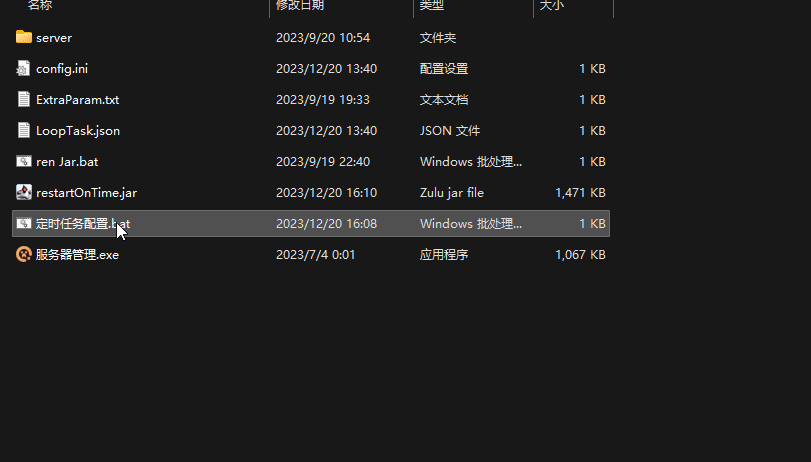 名称 修改日期 类型 大小
server 2023/9/20 10:54 文件夹
config.ini 2023/12/20 13:40 配置设置 1 KB
ExtraParam.txt 2023/9/19 19:33 文本文档 1 KB
LoopTask.json 2023/12/20 13:40 JSON 文件 1 KB
ren Jar.bat 2023/9/19 22:40 Windows 批处理... 1 KB
restartOnTime.jar 2023/12/20 16:10 Zulu jar file 1,471 KB
定时任务配置.bat 2023/12/20 16:08 Windows 批处理... 1 KB
服务器管理.exe 2023/7/4 0:01 应用程序 1,067 KB